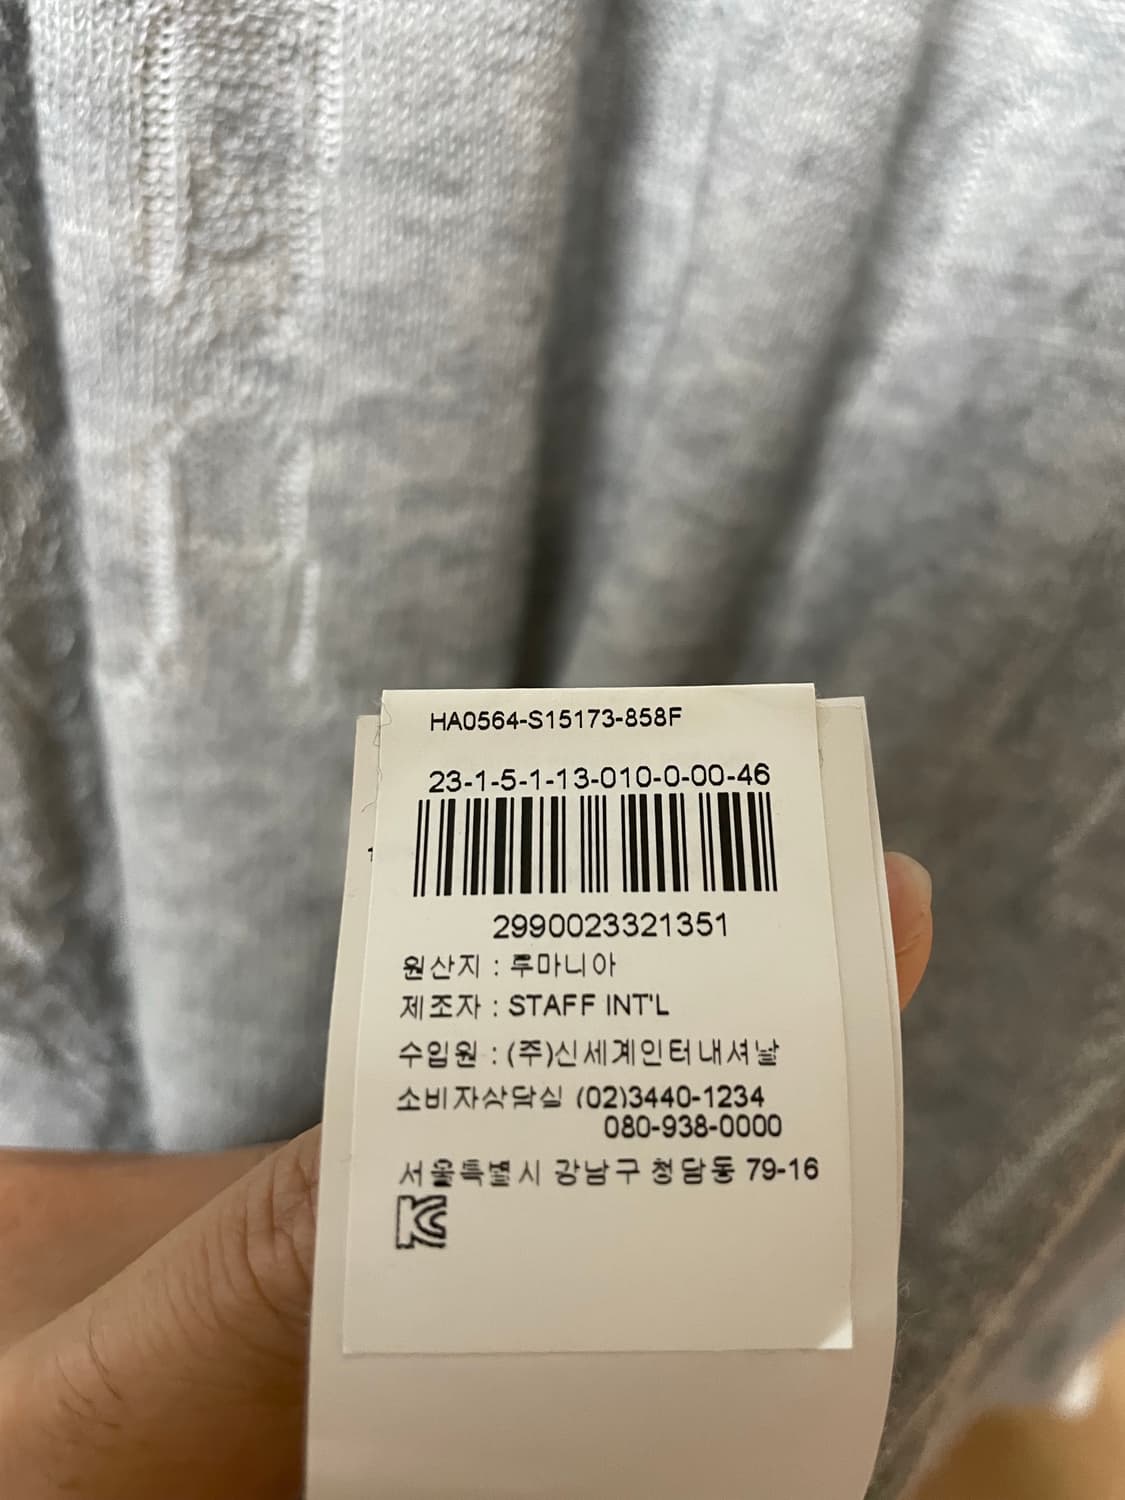 HA0564-S15173-858F
23-1-5-1-13-010-0-00-46
2990023321351
원산지 : 루마니아
제조자 : STAFF INT'L
수입원 : (주)신세계인터내셔날
소비자상담실 (02)3440-1234
080-938-0000
서울특별시 강남구 청담동 79-16